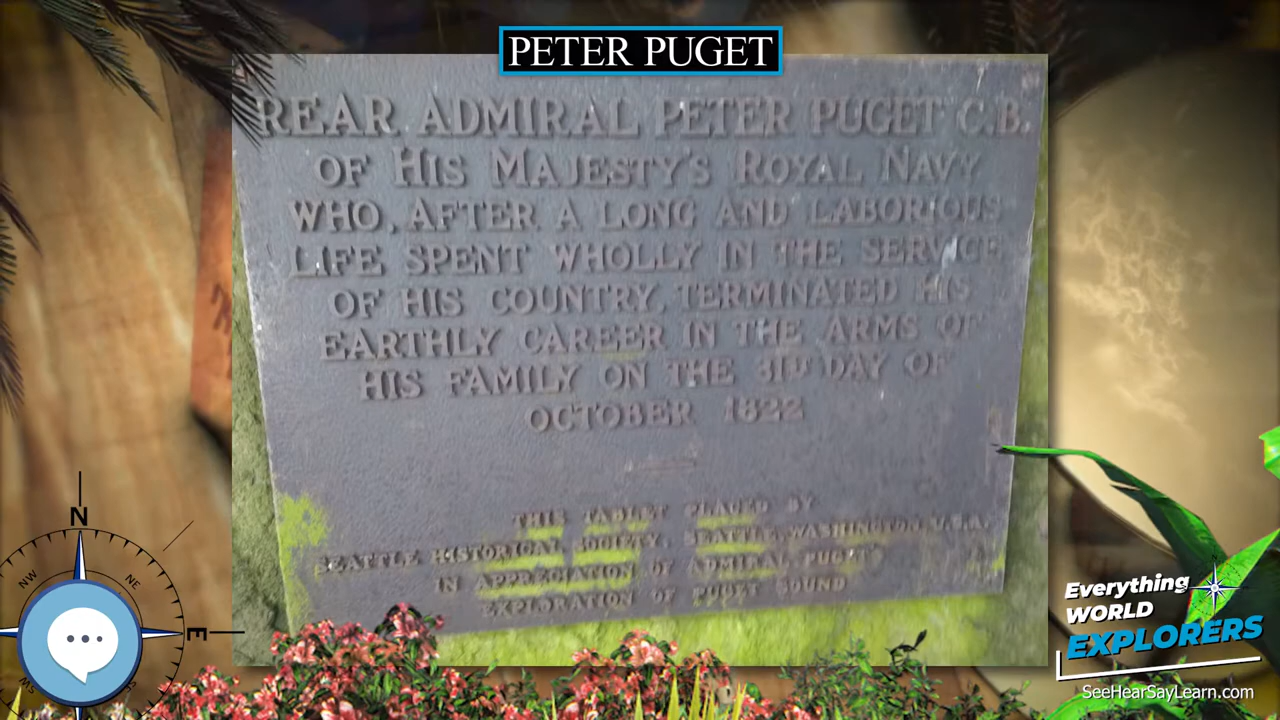 PETER PUGET
REAR ADMIRAL PETER PUGET C.B.
OF HIS MAJESTY'S ROYAL NAVY
WHO, AFTER A LONG AND LABORIOUS
LIFE SPENT WHOLLY IN THE SERVICE
OF HIS COUNTRY, TERMINATED HIS
EARTHLY CAREER IN THE ARMS OF
HIS FAMILY ON THE 31ST DAY OF
OCTOBER 1822
THIS TABLET PLACED BY
SEATTLE HISTORICAL SOCIETY, SEATTLE, WASHINGTON, U.S.A.
IN APPRECIATION OF ADMIRAL PUGET'S
EXPLORATION OF PUGET SOUND
N
NW
NE
E
Everything
WORLD
EXPLORERS
SeeHearSayLearn.com